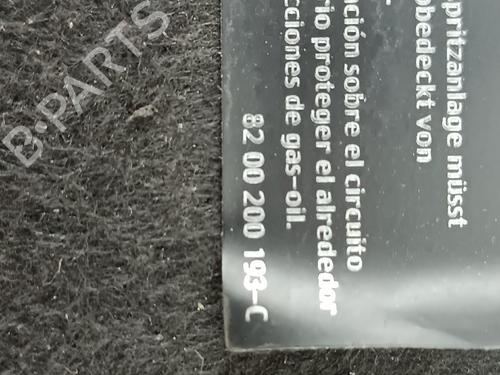 pritzanlage müsst
obedeckt von
ción sobre el circuito
rio proteger el alrededor
cciones de gas-oil.
82 00 200 193-C
B-PARTS